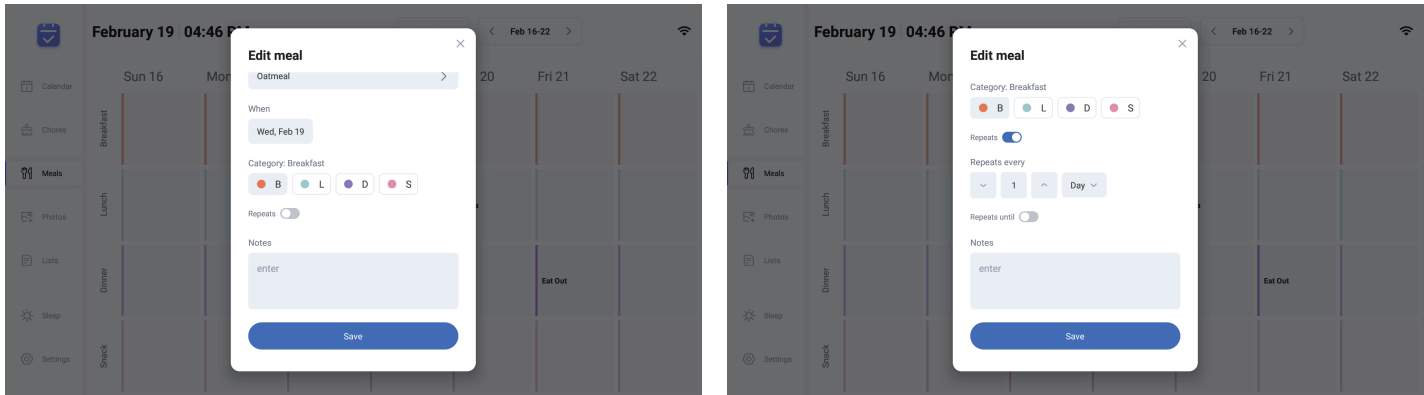 February 19 04:46 PM
Feb 16-22
Calendar
Chores
Meals
Photos
Lists
Sleep
Settings
Sun 16
Mon
20
Fri 21
Sat 22
Breakfast
Lunch
Dinner
Snack
Eat Out
Edit meal
Oatmeal
When
Wed, Feb 19
Category: Breakfast
B L D S
Repeats
Notes
enter
Save
February 19 04:46 PM
Feb 16-22
Calendar
Chores
Meals
Photos
Lists
Sleep
Settings
Sun 16
Mon
20
Fri 21
Sat 22
Breakfast
Lunch
Dinner
Snack
Eat Out
Edit meal
Category: Breakfast
B L D S
Repeats
Repeats every
1 Day
Repeats until
Notes
enter
Save